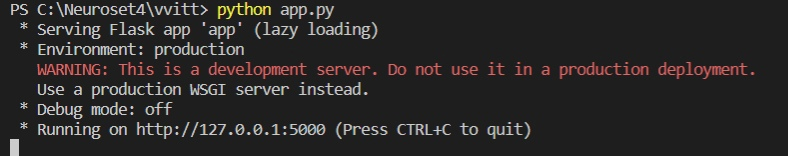 PS C:\Neuroset4\vvitt> python app.py
* Serving Flask app 'app' (lazy loading)
* Environment: production
WARNING: This is a development server. Do not use it in a production deployment.
Use a production WSGI server instead.
* Debug mode: off
* Running on http://127.0.0.1:5000 (Press CTRL+C to quit)